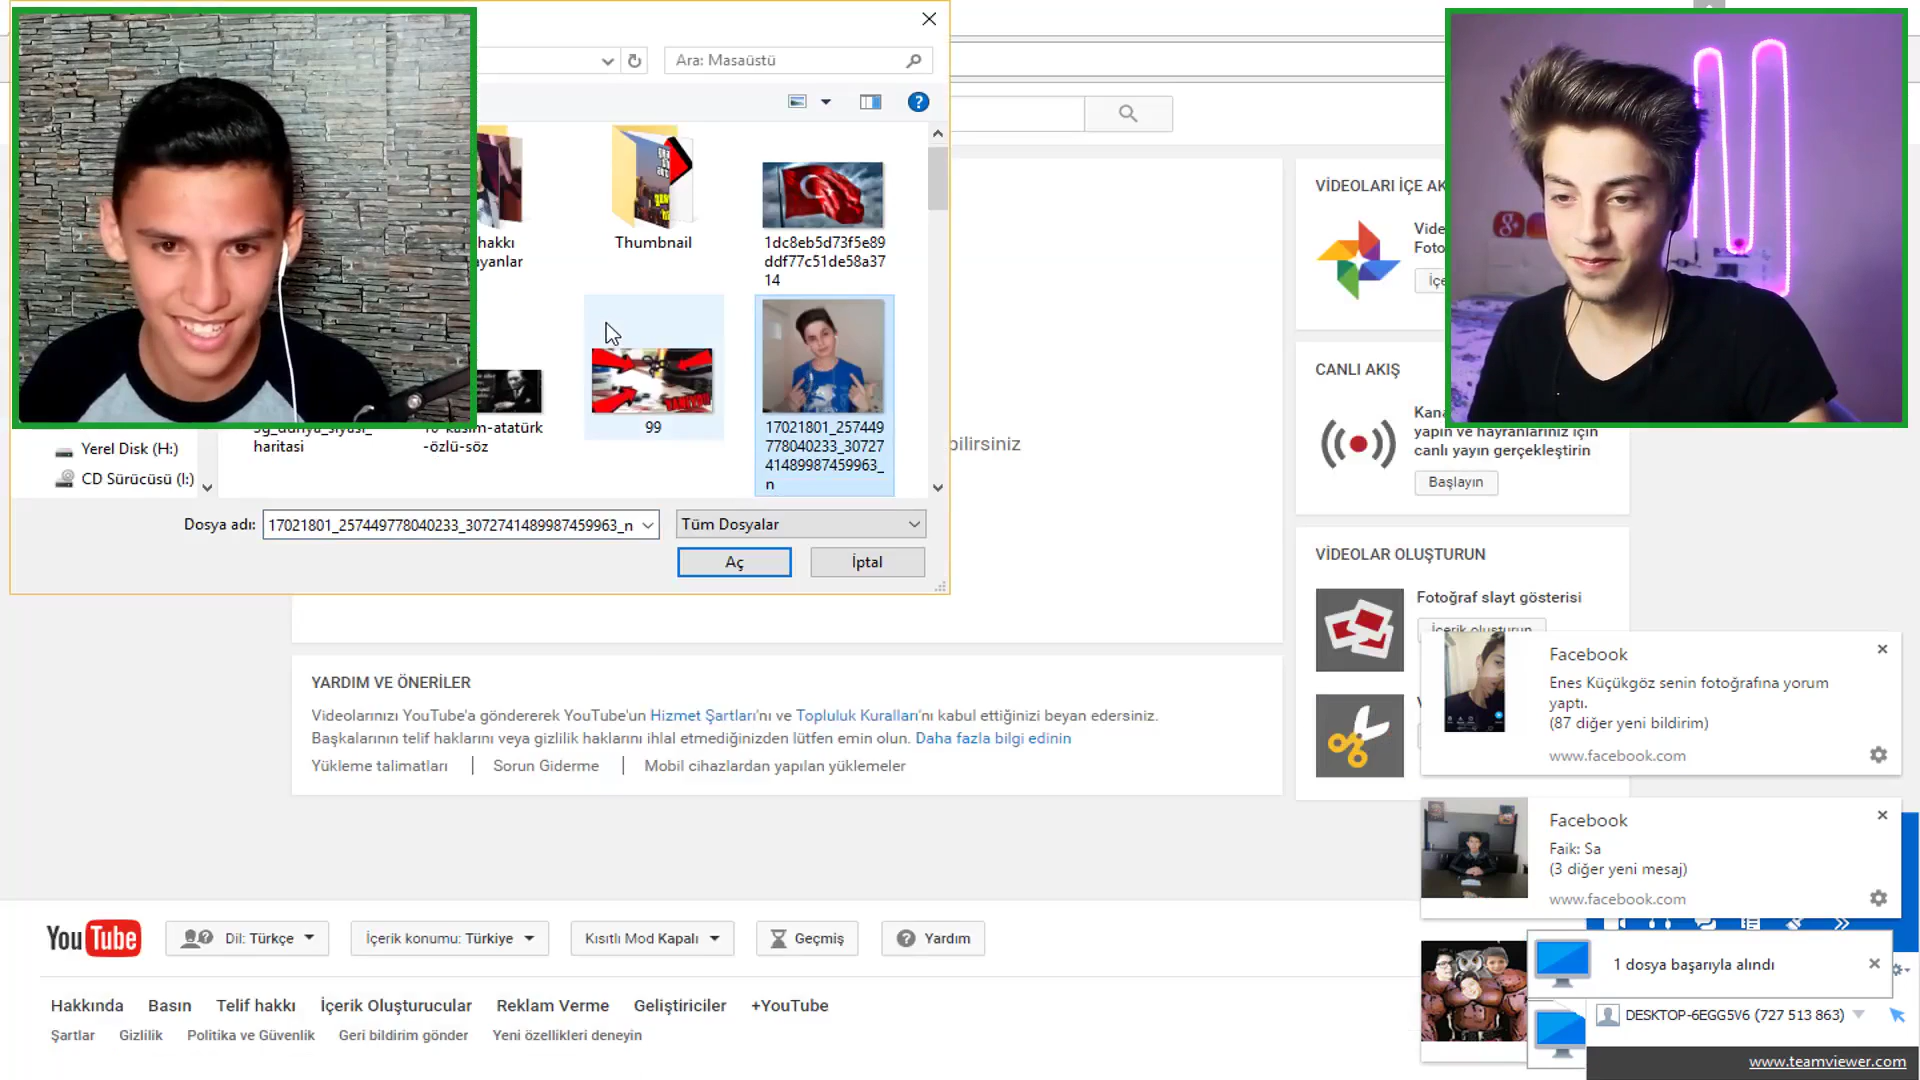 Ara: Masaüstü
hakkı
ayanlar
Thumbnail
1dc8eb5d73f5e89
ddf77c51de58a37
14
haritası
10-kasim-atatürk
-özlü-söz
99
17021801_257449
778040233_30727
41489987459963_
n
Yerel Disk (H:)
CD Sürücüsü (I:)
Dosya adı:
17021801_257449778040233_3072741489987459963_n
Tüm Dosyalar
Aç
İptal
bilirsiniz
VİDEOLARI İÇE AK
Vide
Foto
İçe
CANLI AKIŞ
Kana
yapın ve hayranlarınız için
canlı yayın gerçekleştirin
Başlayın
VİDEOLAR OLUŞTURUN
Fotoğraf slayt gösterisi
İçerik oluşturun
Facebook
Enes Küçükgöz senin fotoğrafına yorum
yaptı.
(87 diğer yeni bildirim)
www.facebook.com
Facebook
Faik: Sa
(3 diğer yeni mesaj)
www.facebook.com
YARDIM VE ÖNERİLER
Videolarınızı YouTube'a göndererek YouTube'un Hizmet Şartları'nı ve Topluluk Kuralları'nı kabul ettiğinizi beyan edersiniz.
Başkalarının telif haklarını veya gizlilik haklarını ihlal etmediğinizden lütfen emin olun. Daha fazla bilgi edinin
Yükleme talimatları
Sorun Giderme
Mobil cihazlardan yapılan yüklemeler
YouTube
Dil: Türkçe
İçerik konumu: Türkiye
Kısıtlı Mod Kapalı
Geçmiş
Yardım
Hakkında
Basın
Telif hakkı
İçerik Oluşturucular
Reklam Verme
Geliştiriciler
+YouTube
Şartlar
Gizlilik
Politika ve Güvenlik
Geri bildirim gönder
Yeni özellikleri deneyin
1 dosya başarıyla alındı
DESKTOP-6EGG5V6 (727 513 863)
www.teamviewer.com